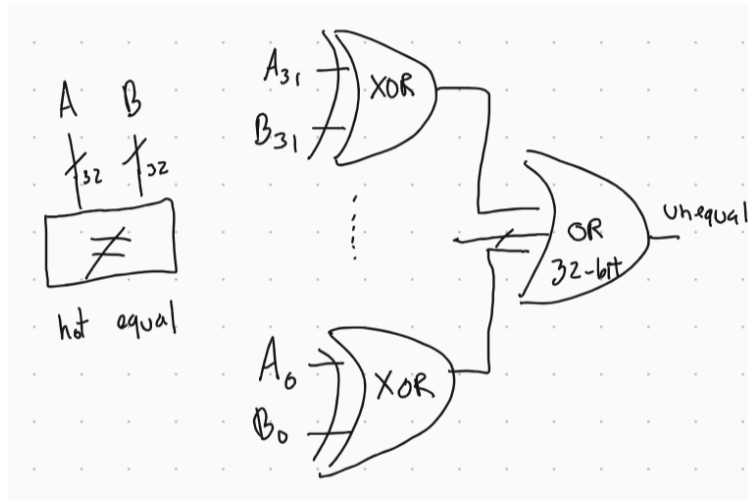 A B
32 32
≠
not equal
A31
B31
XOR
A0
B0
XOR
OR
32-bit
unequal